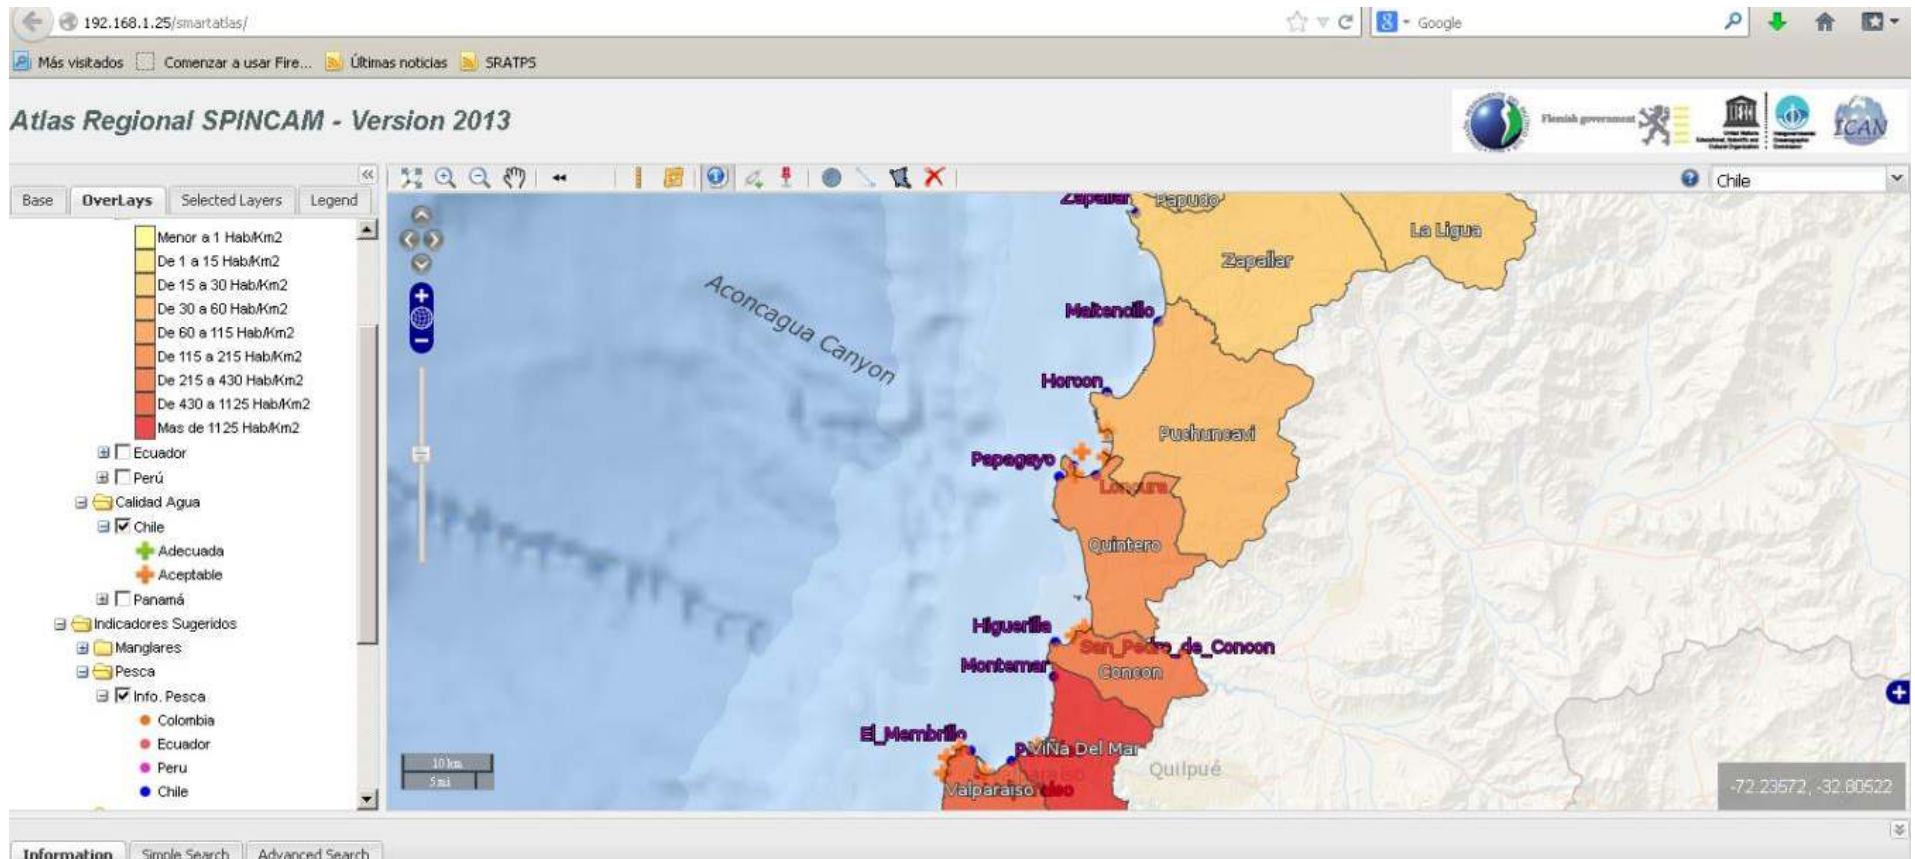 192.168.1.25/smartatlas/
Google
Más visitados
Comenzar a usar Fire...
Últimas noticias
SRATPS
Atlas Regional SPINCAM - Version 2013
Flemish government
ICAN
Base
OverLays
Selected Layers
Legend
Chile
Menor a 1 Hab/Km2
De 1 a 15 Hab/Km2
De 15 a 30 Hab/Km2
De 30 a 60 Hab/Km2
De 60 a 115 Hab/Km2
De 115 a 215 Hab/Km2
De 215 a 430 Hab/Km2
De 430 a 1125 Hab/Km2
Mas de 1125 Hab/Km2
Ecuador
Perú
Calidad Agua
Chile
Adecuada
Aceptable
Panamá
Indicadores Sugeridos
Manglares
Pesca
Info. Pesca
Colombia
Ecuador
Peru
Chile
Zapallar
Papudo
La Ligua
Zapallar
Aconcagua Canyon
Maitencillo
Horcon
Puchuncavi
Papagayo
Loncura
Quintero
Higuerilla
San_Pedro_de_Concon
Montemar
Concon
El_Membrillo
Viña Del Mar
Quilpué
Valparaiso
10 km
5 mi
-72.23572, -32.80522
Information
Simple Search
Advanced Search